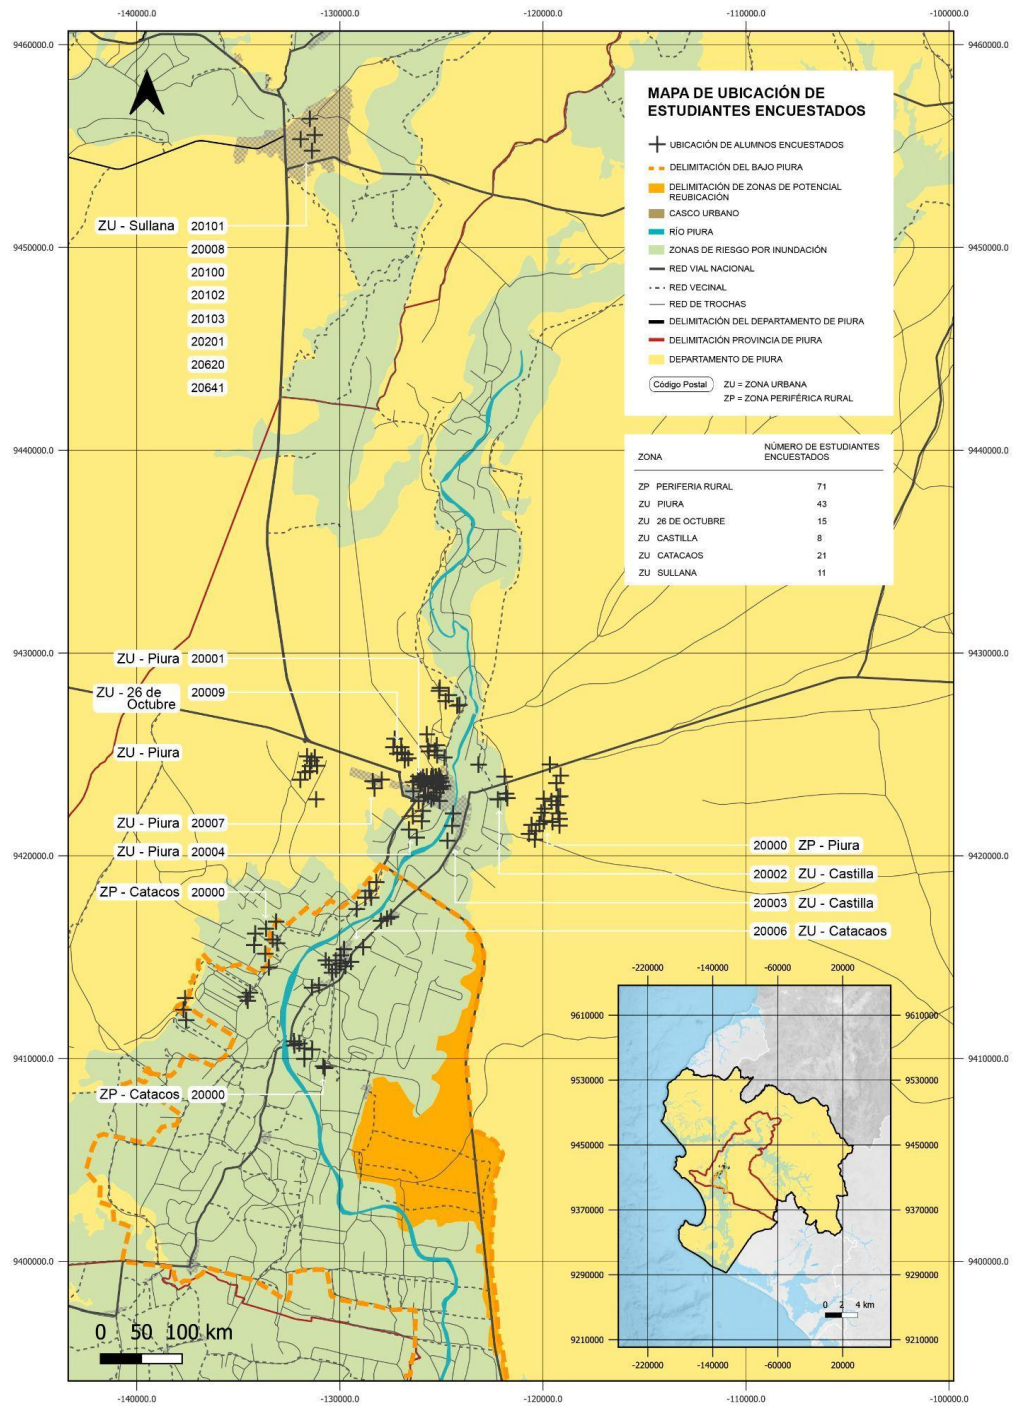 -140000.0 -130000.0 -120000.0 -110000.0 -100000.0
9460000.0 9460000.0
MAPA DE UBICACIÓN DE
ESTUDIANTES ENCUESTADOS
UBICACIÓN DE ALUMNOS ENCUESTADOS
DELIMITACIÓN DEL BAJO PIURA
DELIMITACIÓN DE ZONAS DE POTENCIAL
REUBICACIÓN
CASCO URBANO
RÍO PIURA
ZONAS DE RIESGO POR INUNDACIÓN
RED VIAL NACIONAL
RED VECINAL
RED DE TROCHAS
DELIMITACIÓN DEL DEPARTAMENTO DE PIURA
DELIMITACIÓN PROVINCIA DE PIURA
DEPARTAMENTO DE PIURA
Código Postal ZU = ZONA URBANA
ZP = ZONA PERIFÉRICA RURAL
ZU - Sullana 20101
20008
20100
20102
20103
20201
20620
20641
9450000.0 9450000.0
9440000.0 9440000.0
ZONA NÚMERO DE ESTUDIANTES
ENCUESTADOS
ZP PERIFERIA RURAL 71
ZU PIURA 43
ZU 26 DE OCTUBRE 15
ZU CASTILLA 8
ZU CATACAOS 21
ZU SULLANA 11
9430000.0 9430000.0
ZU - Piura 20001
ZU - 26 de
Octubre 20009
ZU - Piura
ZU - Piura 20007
ZU - Piura 20004
9420000.0 9420000.0
ZP - Catacos 20000
20000 ZP - Piura
20002 ZU - Castilla
20003 ZU - Castilla
20006 ZU - Catacaos
9410000.0 9410000.0
ZP - Catacos 20000
9400000.0 9400000.0
0 50 100 km
-220000 -140000 -60000 20000
9610000 9610000
9530000 9530000
9450000 9450000
9370000 9370000
9290000 9290000
9210000 9210000
0 2 4 km
-220000 -140000 -60000 20000
-140000.0 -130000.0 -120000.0 -110000.0 -100000.0